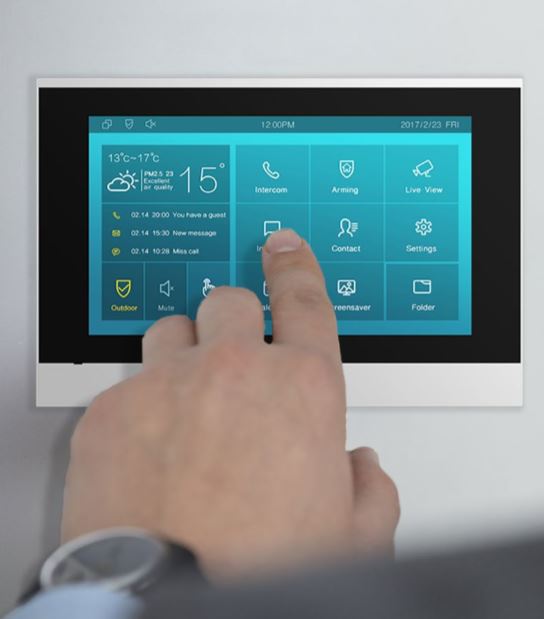 12:00PM
2017/2/23 FRI
13°c~17°c
PM2.5 23
Excellent
air quality
15°
02.14 20:00 You have a guest
02.14 15:30 New message
02.14 10:28 Miss call
Outdoor
Mute
Intercom
Arming
Live View
Contact
Settings
Folder